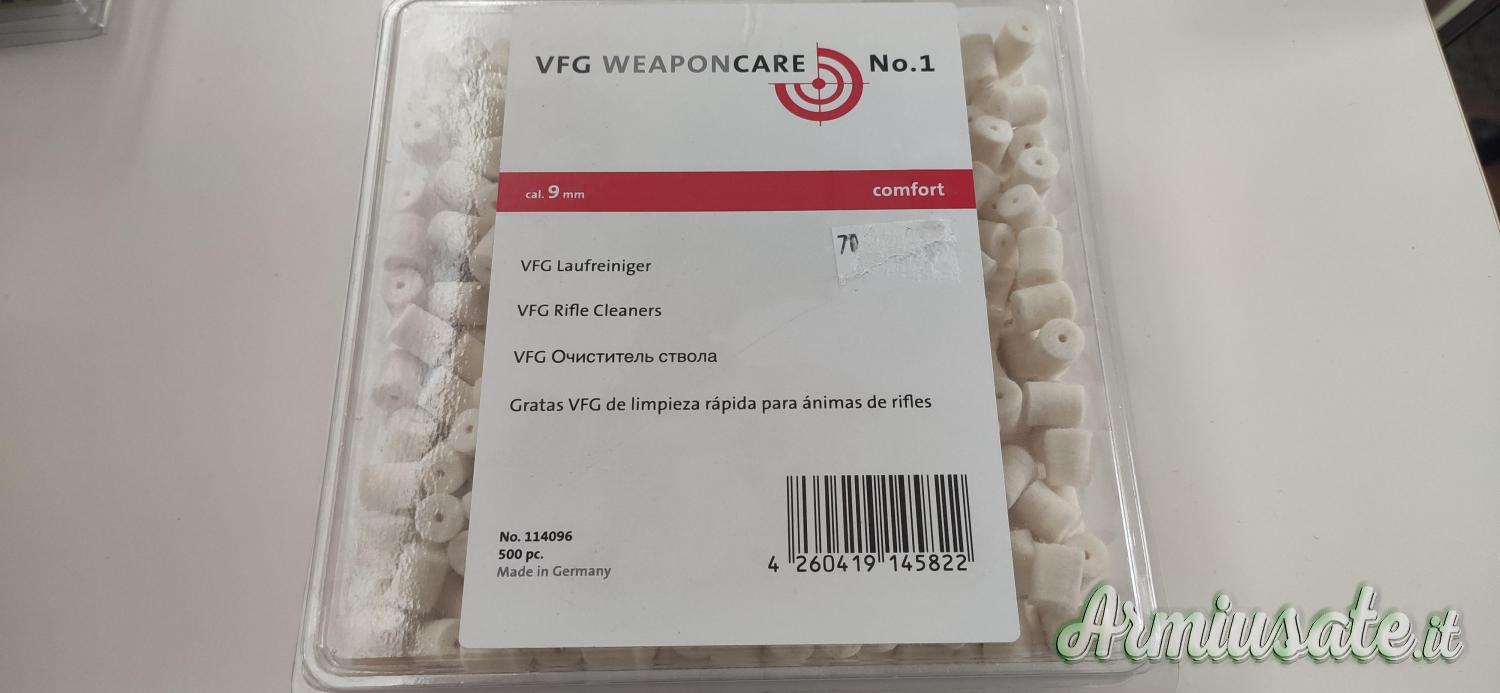 VFG WEAPONCARE No.1
cal. 9 mm comfort
70
VFG Laufreiniger
VFG Rifle Cleaners
VFG Очиститель ствола
Gratas VFG de limpieza rápida para ánimas de rifles
No. 114096
500 pc.
Made in Germany
4 260419 145822
Armiusate.it